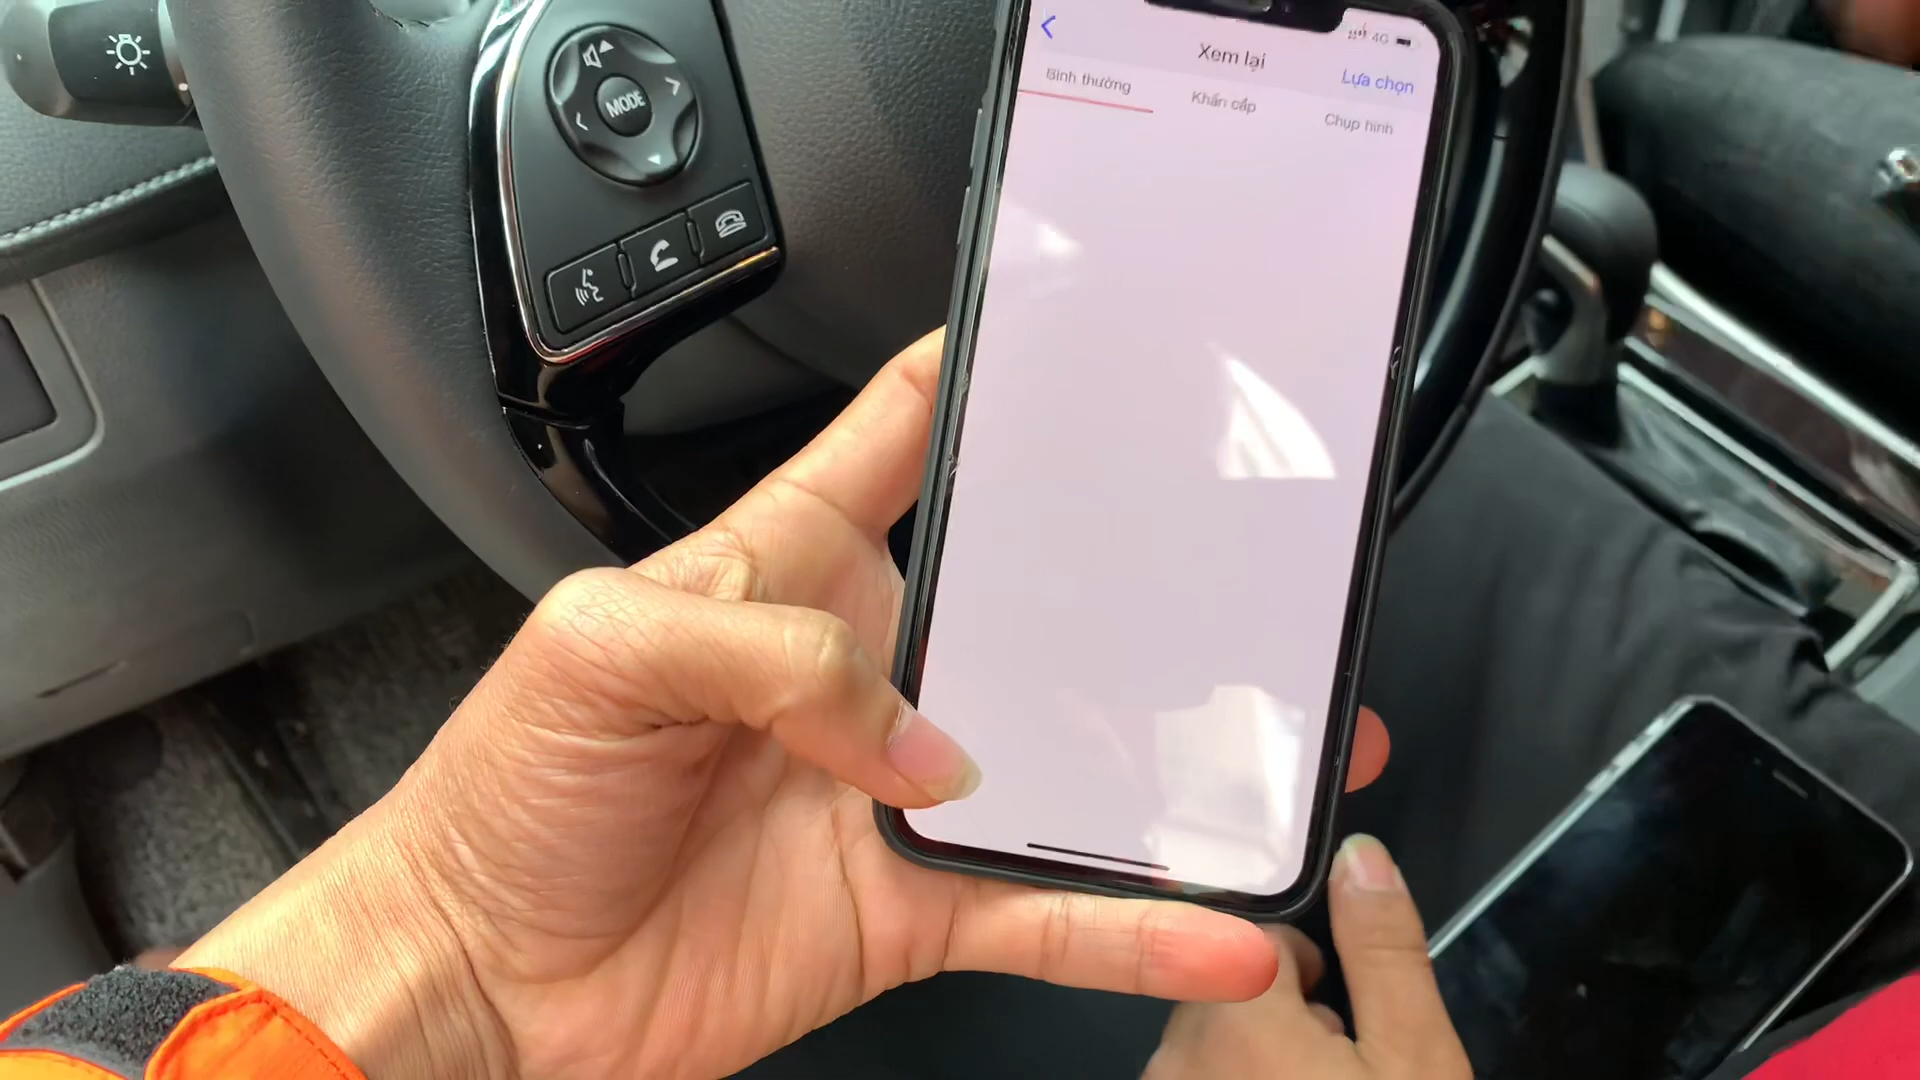 MODE
4G
Xem lại
Lựa chọn
Bình thường
Khẩn cấp
Chụp hình